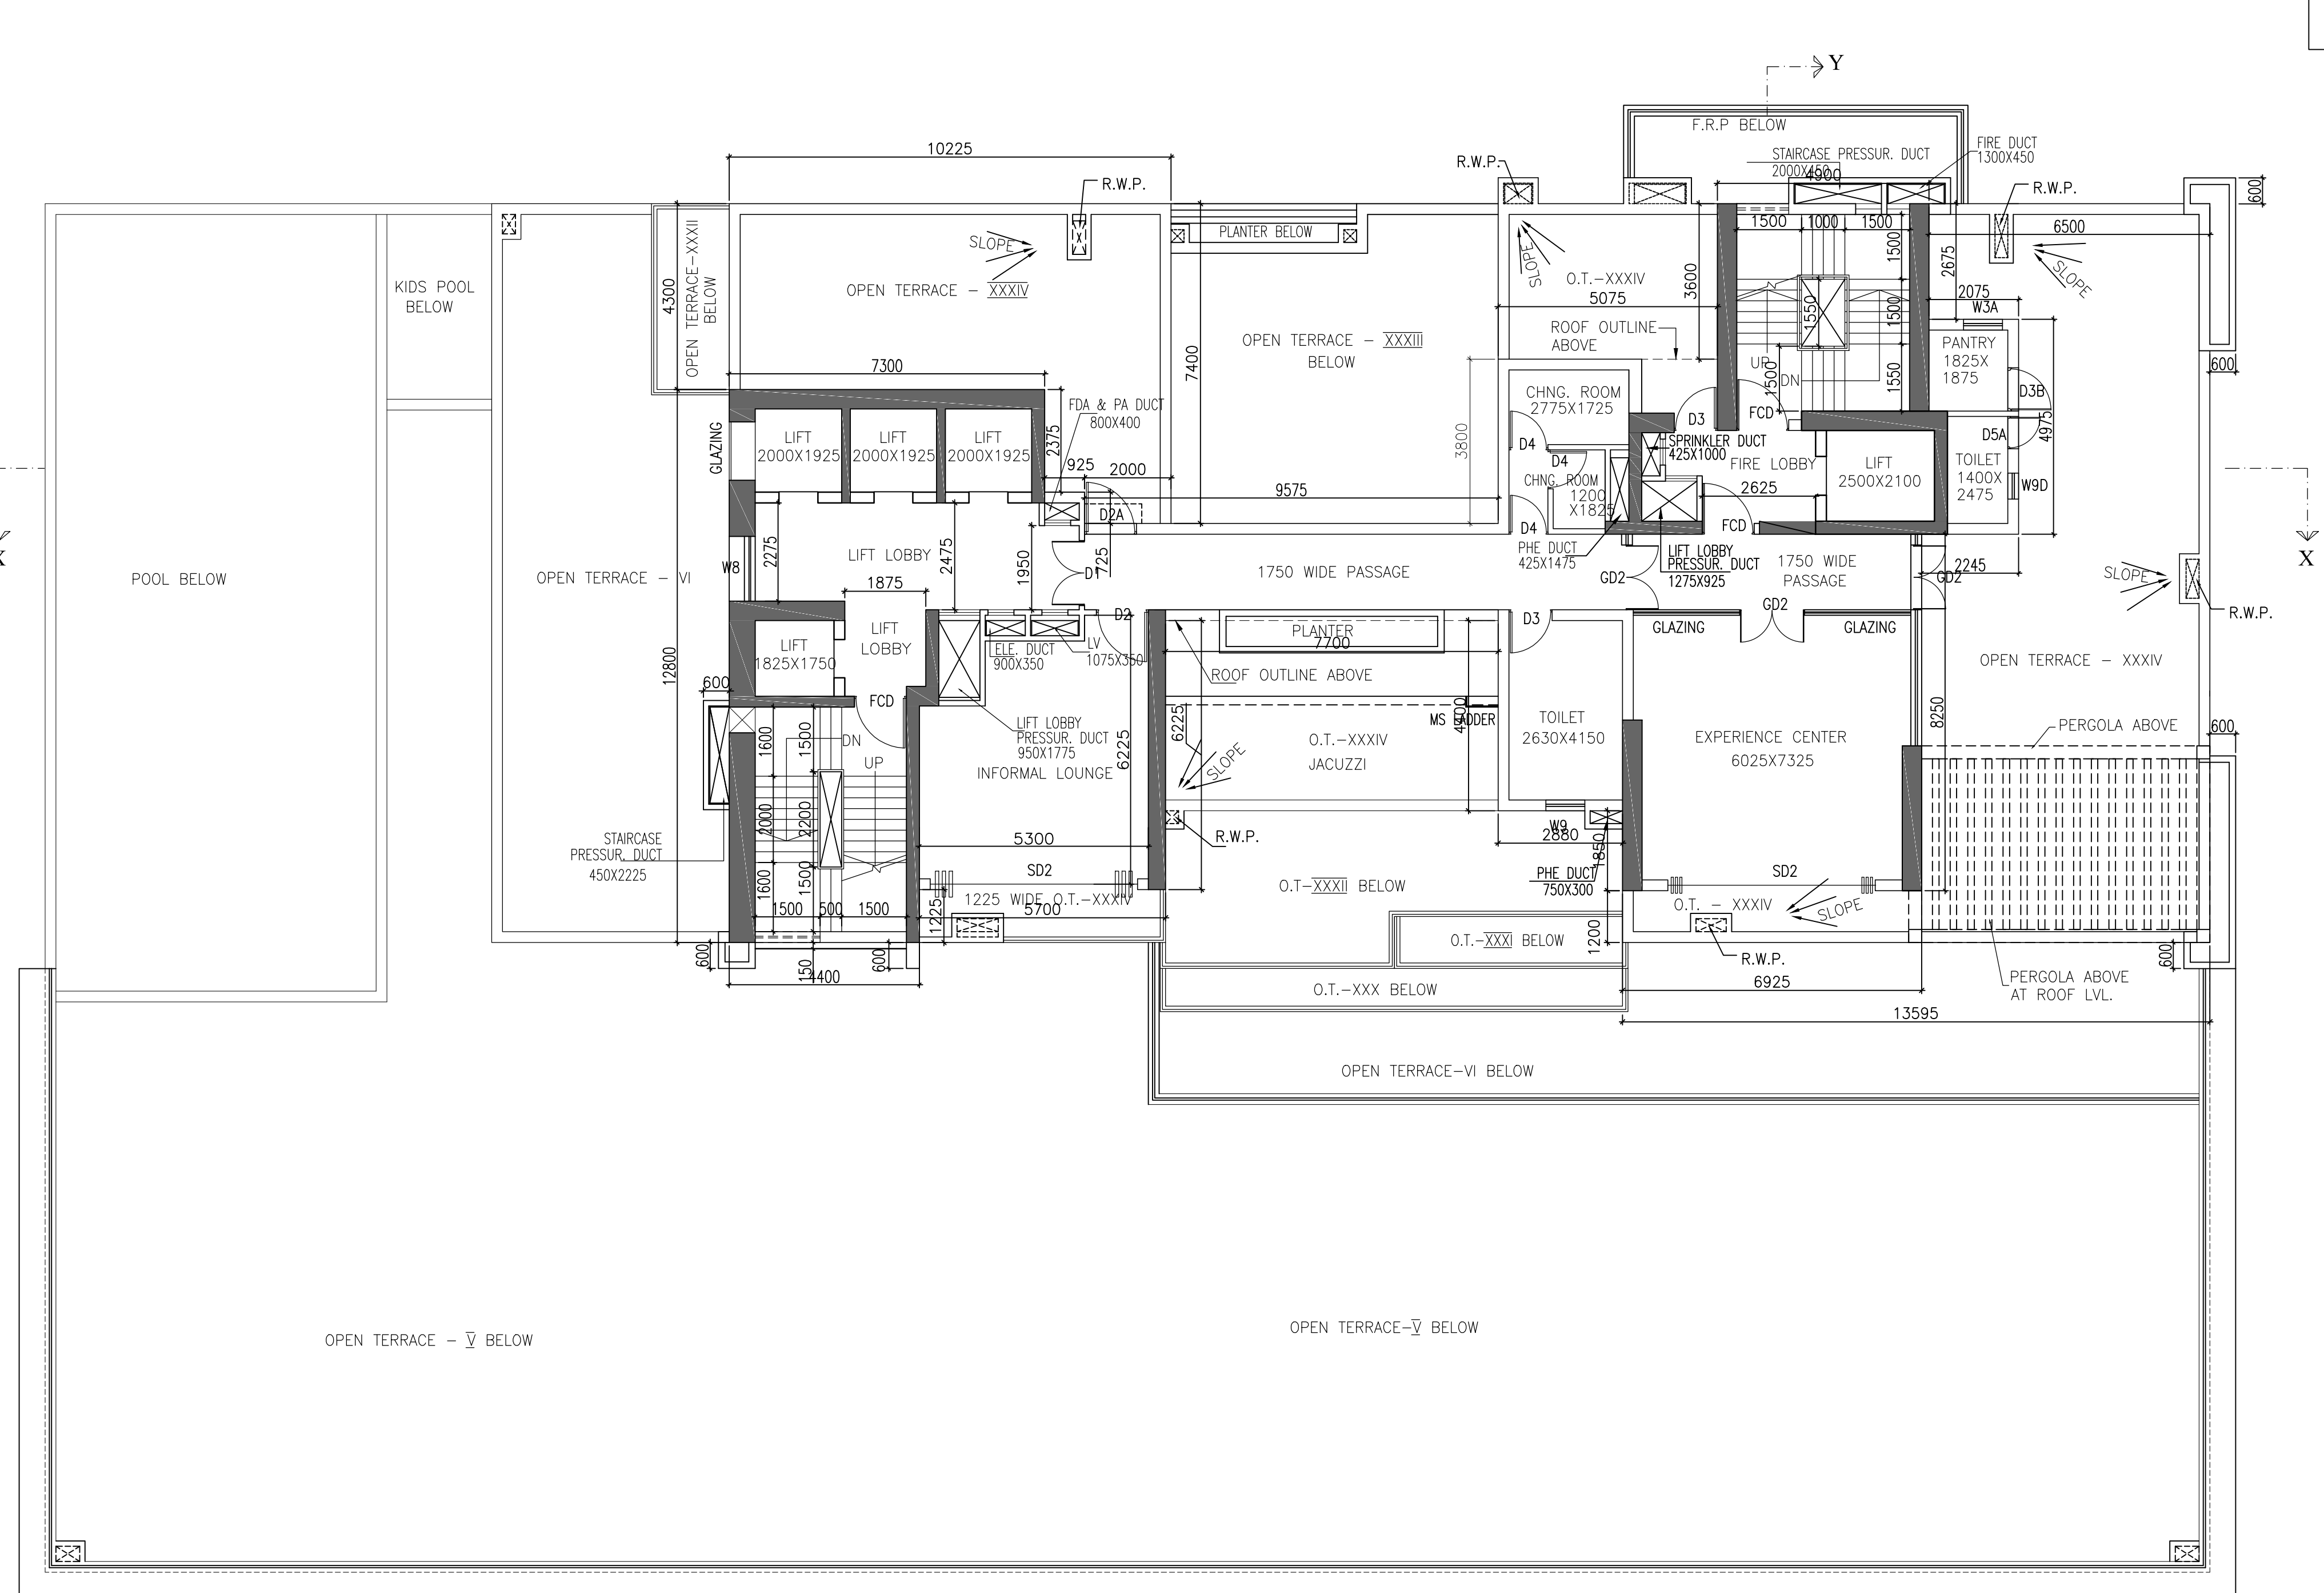 Y
F.R.P BELOW
FIRE DUCT
1300X450
STAIRCASE PRESSUR. DUCT
2000X450
4900
10225
R.W.P.
R.W.P.
R.W.P.
600
6500
1500
1000
1500
1500
2675
PLANTER BELOW
SLOPE
SLOPE
SLOPE
KIDS POOL
BELOW
4300
OPEN TERRACE-XXXII
BELOW
OPEN TERRACE - XXXIV
O.T.-XXXIV
5075
3600
1550
1500
2075
W3A
ROOF OUTLINE
ABOVE
OPEN TERRACE - XXXIII
BELOW
7400
PANTRY
1825X
1875
UP
DN
1500
1550
600
7300
D3B
CHNG. ROOM
2775X1725
FDA & PA DUCT
800X400
2375
D3
FCD
4975
GLAZING
LIFT
2000X1925
LIFT
2000X1925
LIFT
2000X1925
3800
D4
D4
SPRINKLER DUCT
425X1000
FIRE LOBBY
LIFT
2500X2100
D5A
TOILET
1400X
2475
W9D
925
2000
9575
CHNG. ROOM
1200
X1825
2625
D2A
D4
FCD
X
X
W8
2275
LIFT LOBBY
2475
1950
725
D1
1875
1750 WIDE PASSAGE
PHE DUCT
425X1475
GD2
LIFT LOBBY
PRESSUR. DUCT
1275X925
1750 WIDE
PASSAGE
GD2
2245
SLOPE
R.W.P.
POOL BELOW
OPEN TERRACE - VI
GD2
D2
D3
LIFT
LOBBY
PLANTER
7700
GLAZING
GLAZING
LIFT
1825X1750
ELE. DUCT
900X350
LV
1075X350
12800
OPEN TERRACE - XXXIV
ROOF OUTLINE ABOVE
600
FCD
LIFT LOBBY
PRESSUR. DUCT
950X1775
INFORMAL LOUNGE
6225
6225
MS LADDER
TOILET
2630X4150
8250
PERGOLA ABOVE
600
1600
1500
DN
UP
O.T.-XXXIV
JACUZZI
SLOPE
EXPERIENCE CENTER
6025X7325
2000
2200
STAIRCASE
PRESSUR. DUCT
450X2225
R.W.P.
W9
2880
1850
5300
SD2
PHE DUCT
750X300
SD2
1600
1500
O.T-XXXII BELOW
1225 WIDE O.T.-XXXIV
5700
1225
1500
500
1500
O.T. - XXXIV
SLOPE
O.T.-XXXI BELOW
1200
R.W.P.
600
150
4400
600
600
PERGOLA ABOVE
AT ROOF LVL.
6925
O.T.-XXX BELOW
13595
OPEN TERRACE-VI BELOW
OPEN TERRACE - V BELOW
OPEN TERRACE-V BELOW